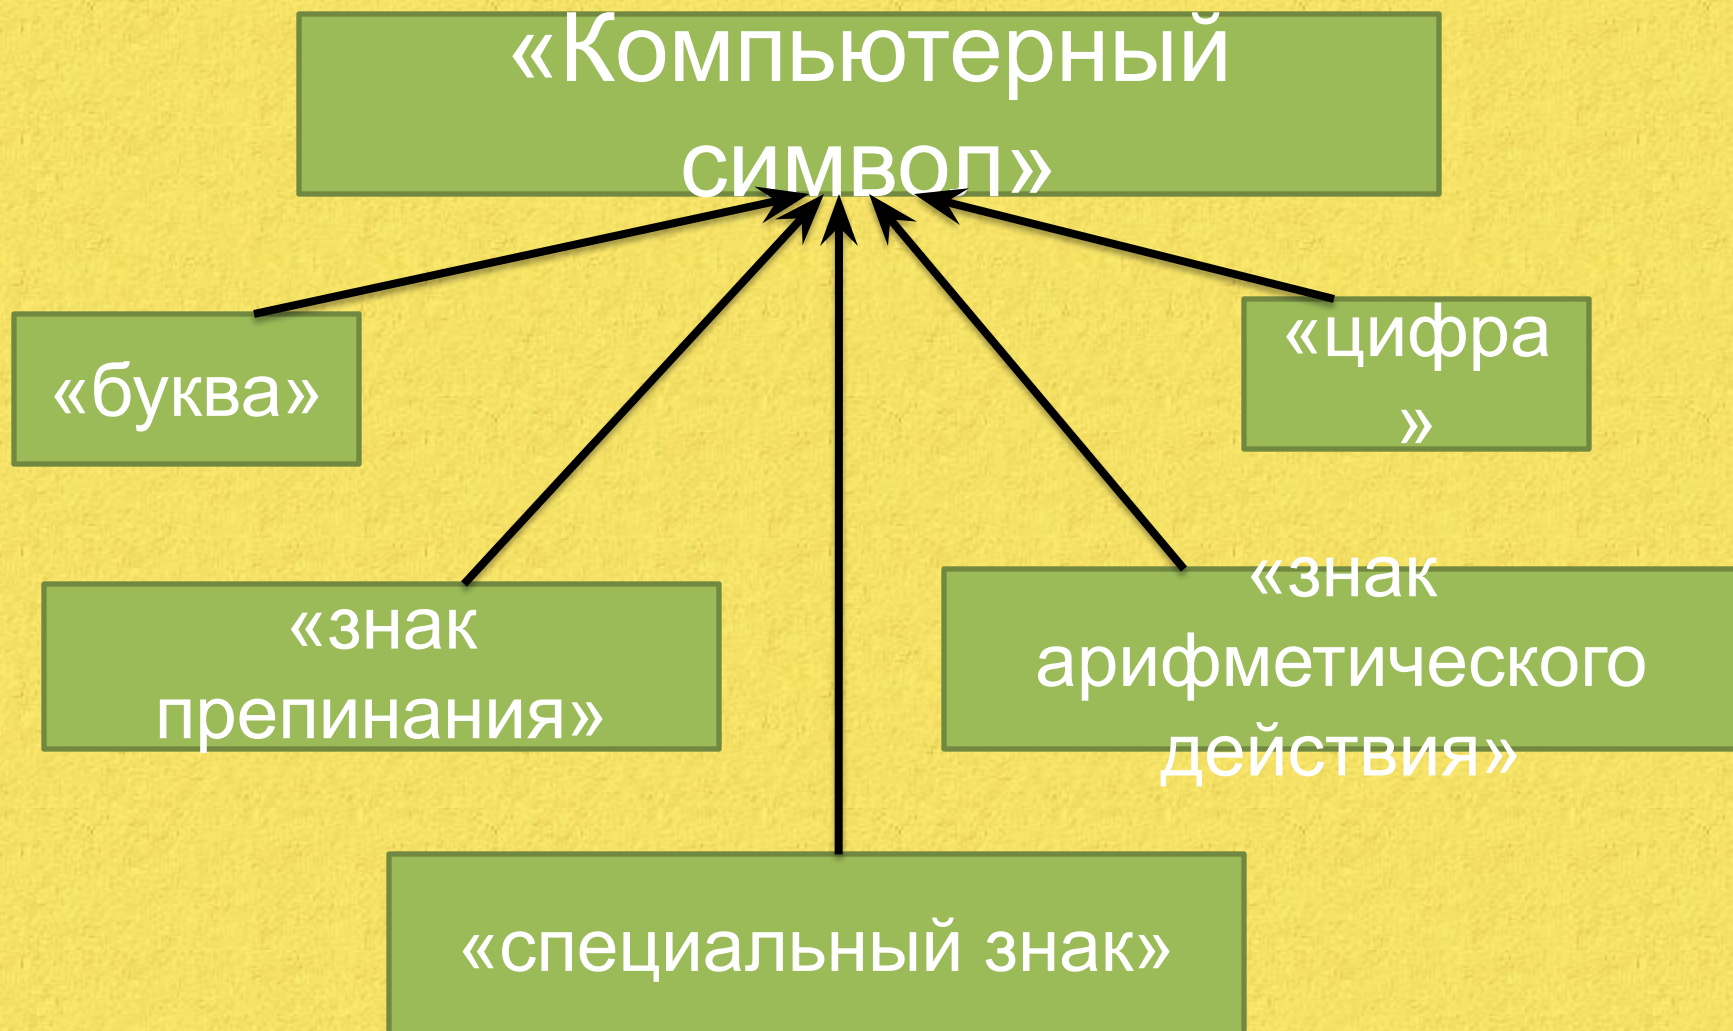 «Компьютерный
символ»
«буква»
«цифра
»
«знак
препинания»
«знак
арифметического
действия»
«специальный знак»